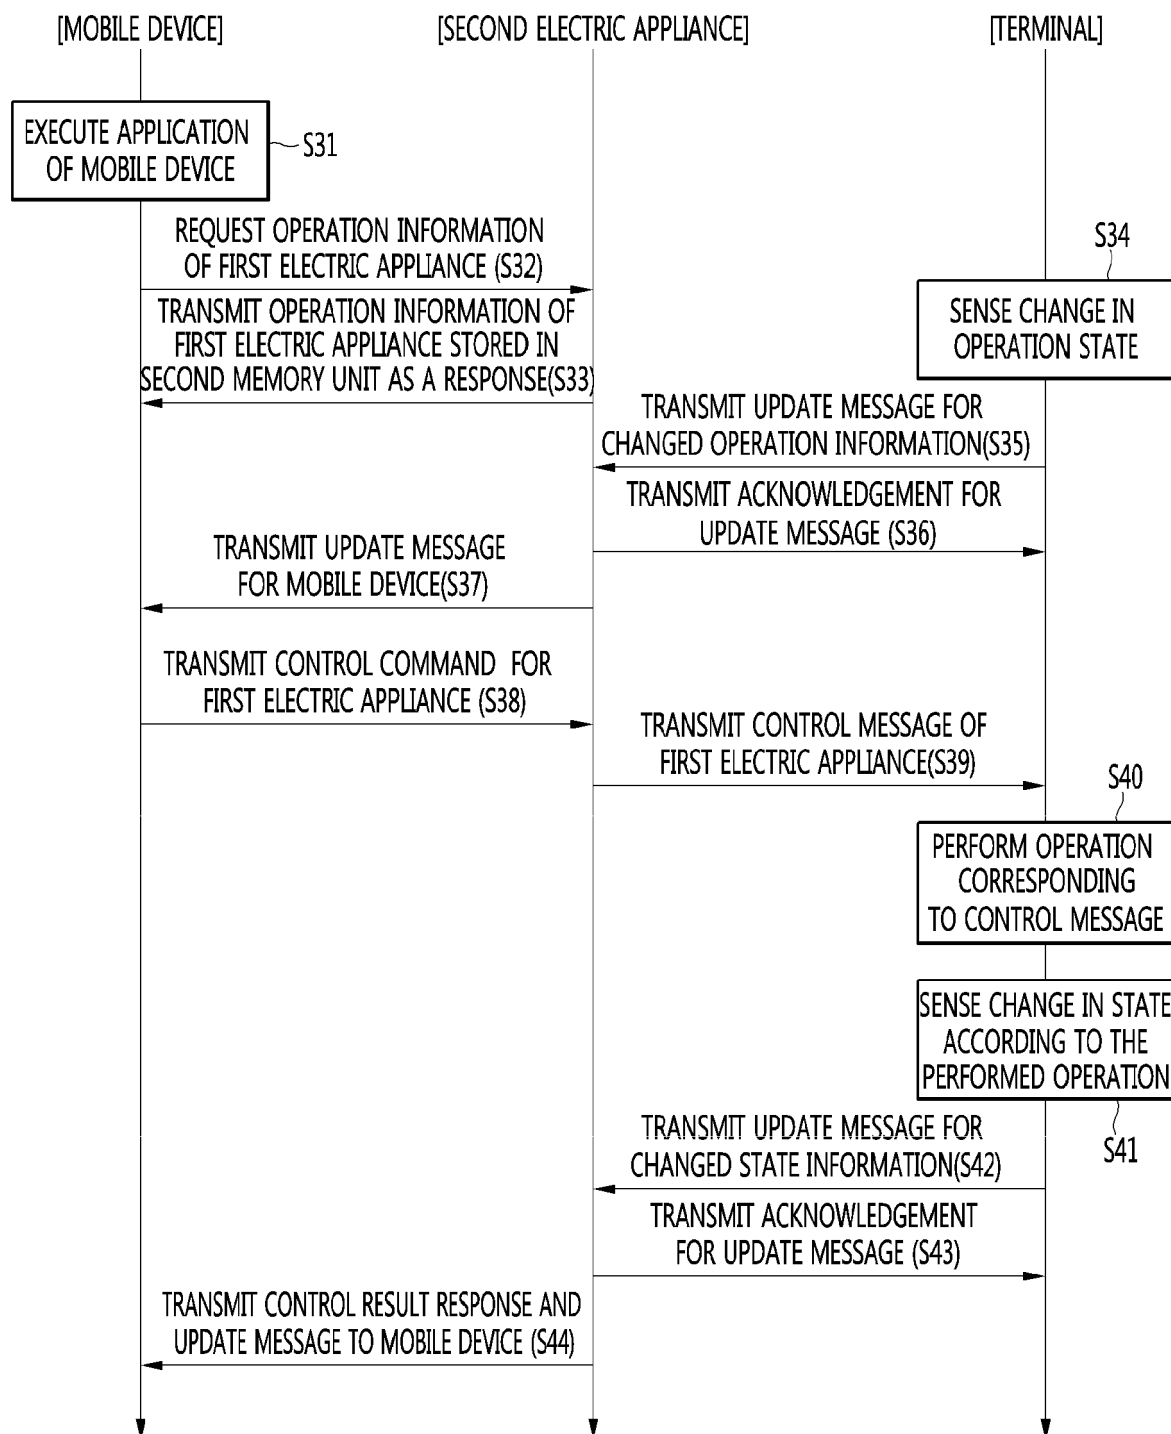 [MOBILE DEVICE]
[SECOND ELECTRIC APPLIANCE]
[TERMINAL]
EXECUTE APPLICATION
OF MOBILE DEVICE
S31
REQUEST OPERATION INFORMATION
OF FIRST ELECTRIC APPLIANCE (S32)
TRANSMIT OPERATION INFORMATION OF
FIRST ELECTRIC APPLIANCE STORED IN
SECOND MEMORY UNIT AS A RESPONSE(S33)
S34
SENSE CHANGE IN
OPERATION STATE
TRANSMIT UPDATE MESSAGE FOR
CHANGED OPERATION INFORMATION(S35)
TRANSMIT ACKNOWLEDGEMENT FOR
UPDATE MESSAGE (S36)
TRANSMIT UPDATE MESSAGE
FOR MOBILE DEVICE(S37)
TRANSMIT CONTROL COMMAND FOR
FIRST ELECTRIC APPLIANCE (S38)
TRANSMIT CONTROL MESSAGE OF
FIRST ELECTRIC APPLIANCE(S39)
S40
PERFORM OPERATION
CORRESPONDING
TO CONTROL MESSAGE
SENSE CHANGE IN STATE
ACCORDING TO THE
PERFORMED OPERATION
S41
TRANSMIT UPDATE MESSAGE FOR
CHANGED STATE INFORMATION(S42)
TRANSMIT ACKNOWLEDGEMENT
FOR UPDATE MESSAGE (S43)
TRANSMIT CONTROL RESULT RESPONSE AND
UPDATE MESSAGE TO MOBILE DEVICE (S44)